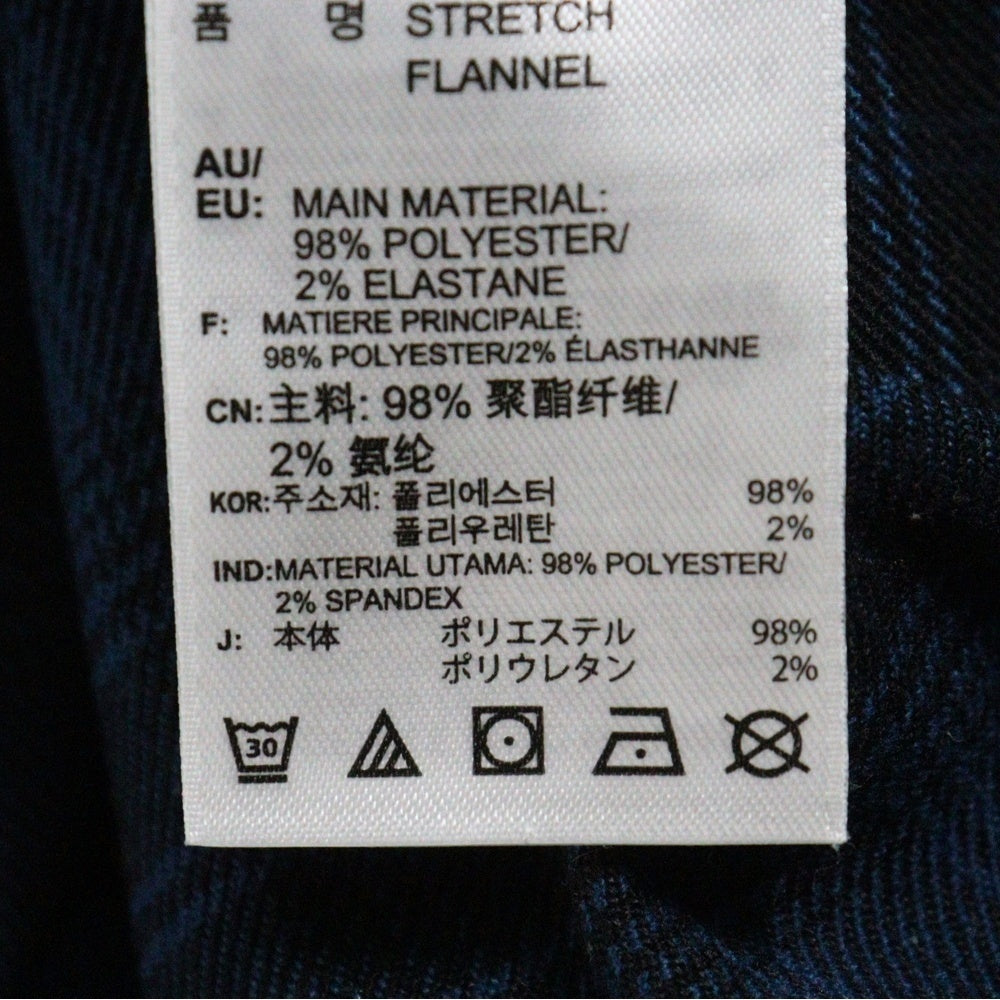 품 명 STRETCH
FLANNEL
AU/
EU: MAIN MATERIAL:
98% POLYESTER/
2% ELASTANE
F: MATIERE PRINCIPALE:
98% POLYESTER/2% ÉLASTHANNE
CN: 主料: 98% 聚酯纤维/
2% 氨纶
KOR: 주소재: 폴리에스터 98%
폴리우레탄 2%
IND: MATERIAL UTAMA: 98% POLYESTER/
2% SPANDEX
J: 本体 ポリエステル 98%
ポリウレタン 2%
30